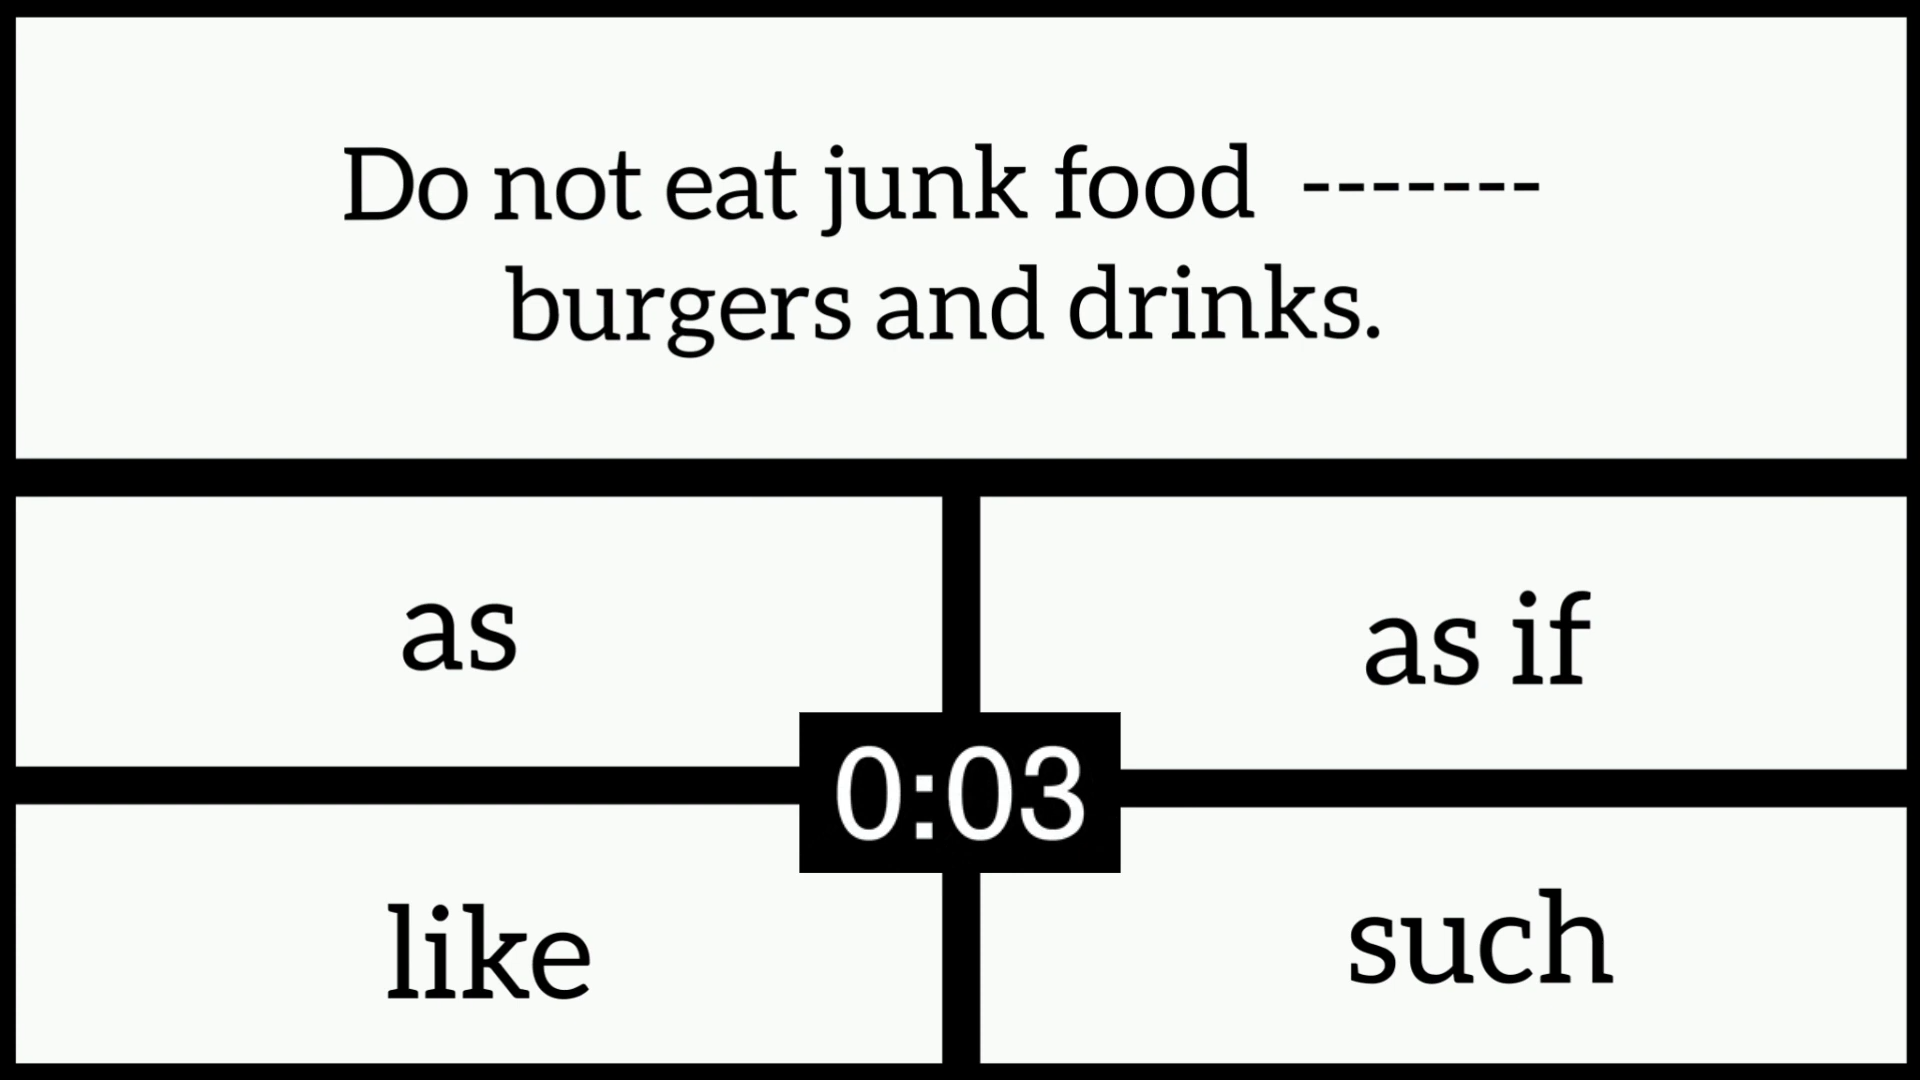 Do not eat junk food -------
burgers and drinks.
as
as if
0:03
like
such